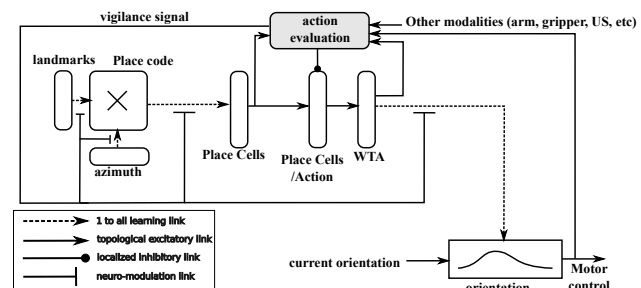 vigilance signal
action
evaluation
Other modalities (arm, gripper, US, etc)
landmarks
Place code
azimuth
Place Cells
Place Cells
/Action
WTA
1 to all learning link
topological excitatory link
localized inhibitory link
neuro-modulation link
current orientation
orientation
Motor
control